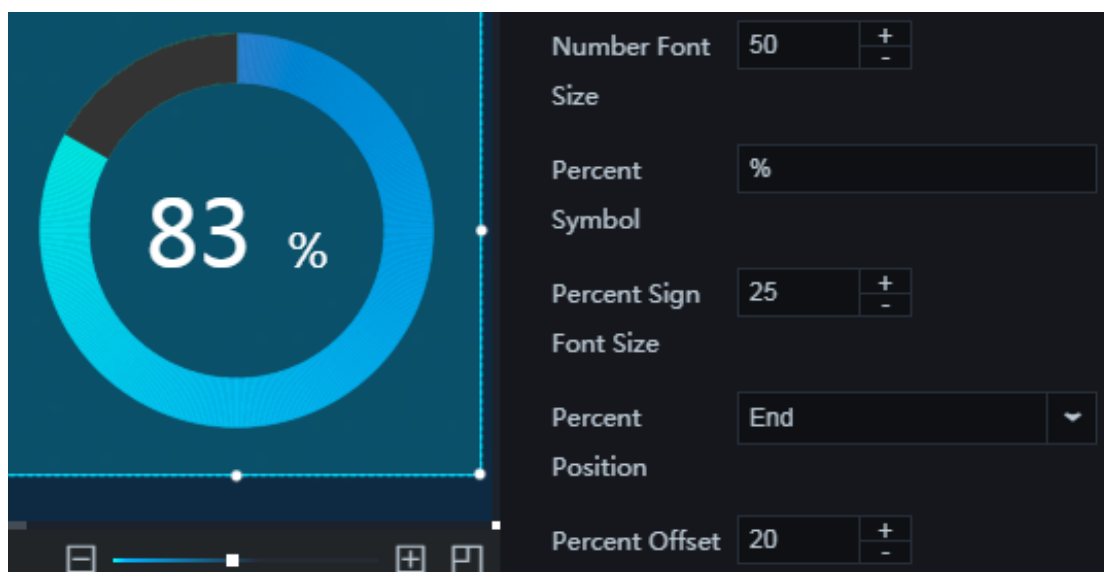 83 %
Number Font 50 + -
Size
Percent %
Symbol
Percent Sign 25 + -
Font Size
Percent End
Position
Percent Offset 20 + -